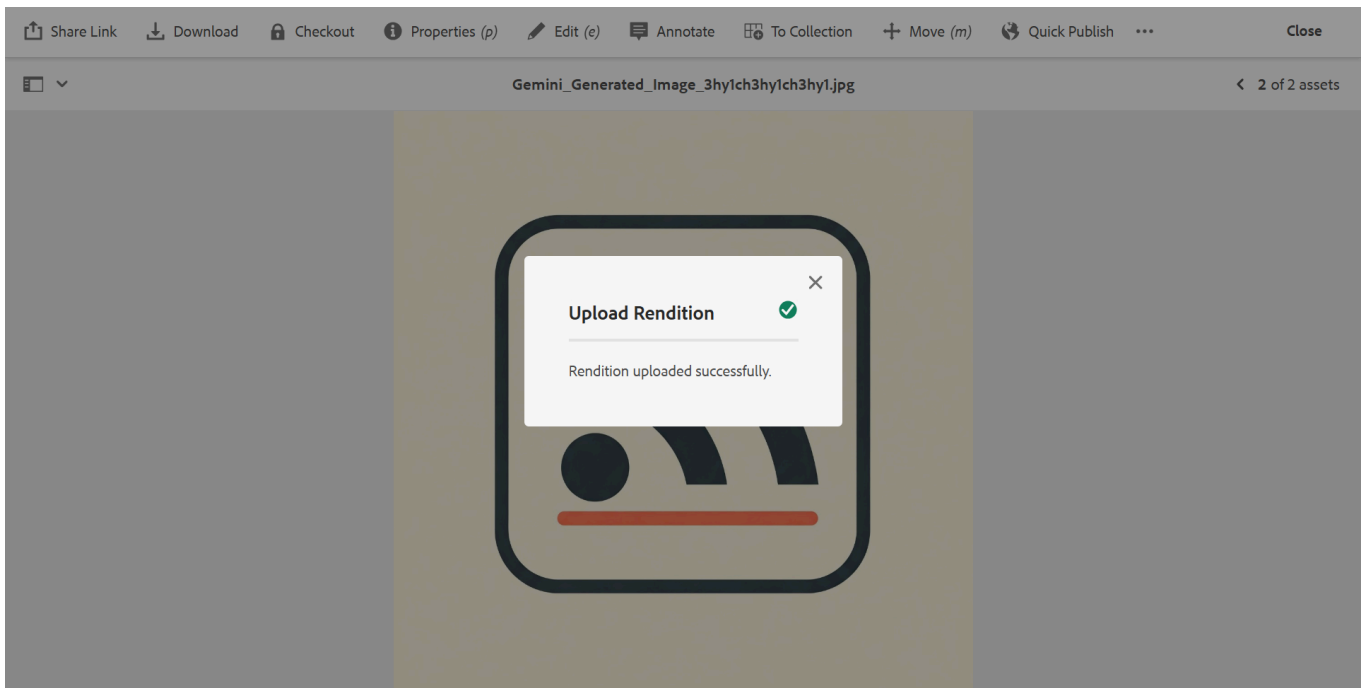 Share Link Download Checkout Properties (p) Edit (e) Annotate To Collection Move (m) Quick Publish ••• Close
Gemini_Generated_Image_3hy1ch3hy1ch3hy1.jpg 2 of 2 assets
Upload Rendition
Rendition uploaded successfully.